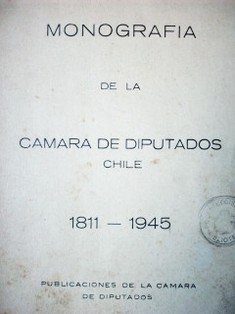 MONOGRAFIA
DE LA
CAMARA DE DIPUTADOS
CHILE
1811 — 1945
PUBLICACIONES DE LA CAMARA
DE DIPUTADOS